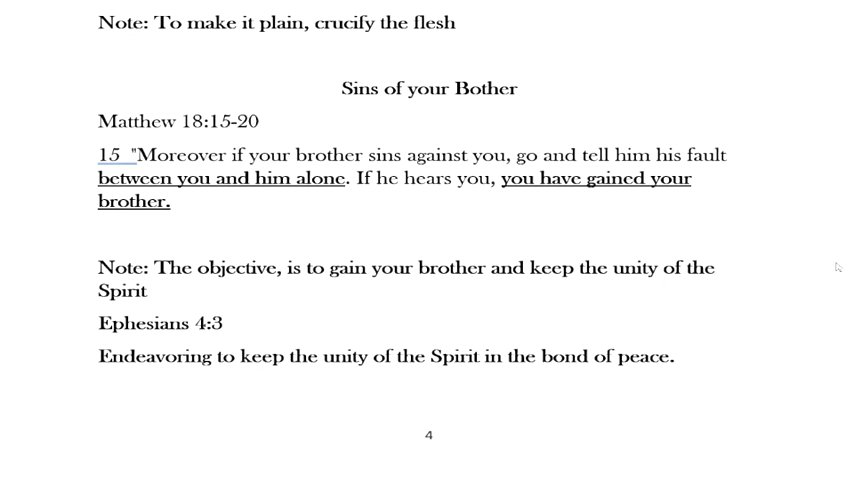 Note: To make it plain, crucify the flesh
Sins of your Bother
Matthew 18:15-20
15 "Moreover if your brother sins against you, go and tell him his fault
between you and him alone. If he hears you, you have gained your
brother.
Note: The objective, is to gain your brother and keep the unity of the
Spirit
Ephesians 4:3
Endeavoring to keep the unity of the Spirit in the bond of peace.
4